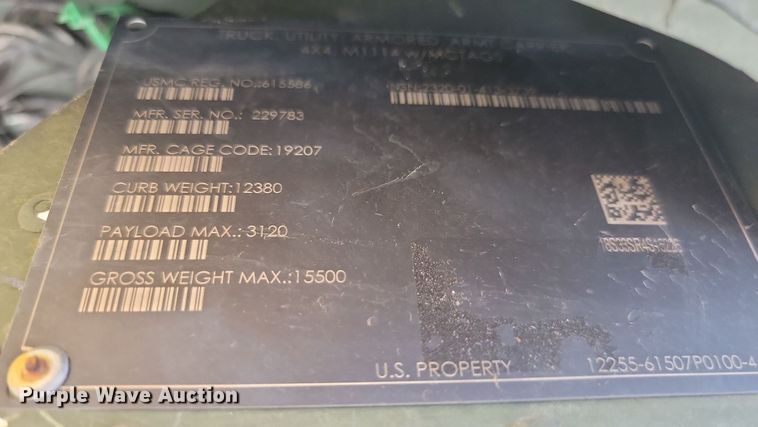 TRUCK, UTILITY, ARMORED
4X4, M1114 W/MCTAGS
USMC REG. NO.:615586
MFR. SER. NO.: 229783
MFR. CAGE CODE:19207
CURB WEIGHT:12380
PAYLOAD MAX.: 3120
GROSS WEIGHT MAX.:15500
U.S. PROPERTY
12255-61507P0100-4
Purple Wave Auction